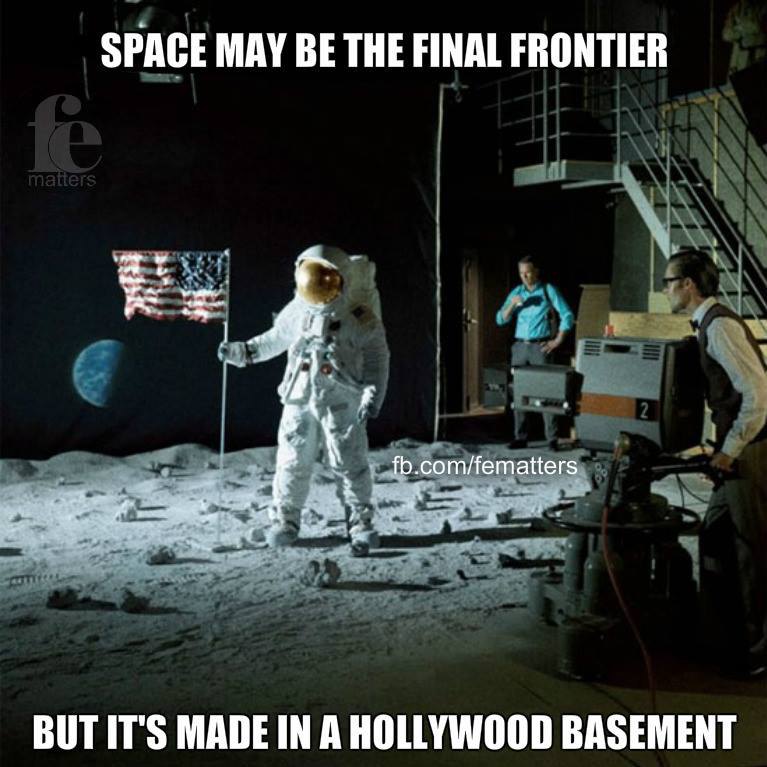 SPACE MAY BE THE FINAL FRONTIER
fe
matters
fb.com/fematters
2
BUT IT'S MADE IN A HOLLYWOOD BASEMENT